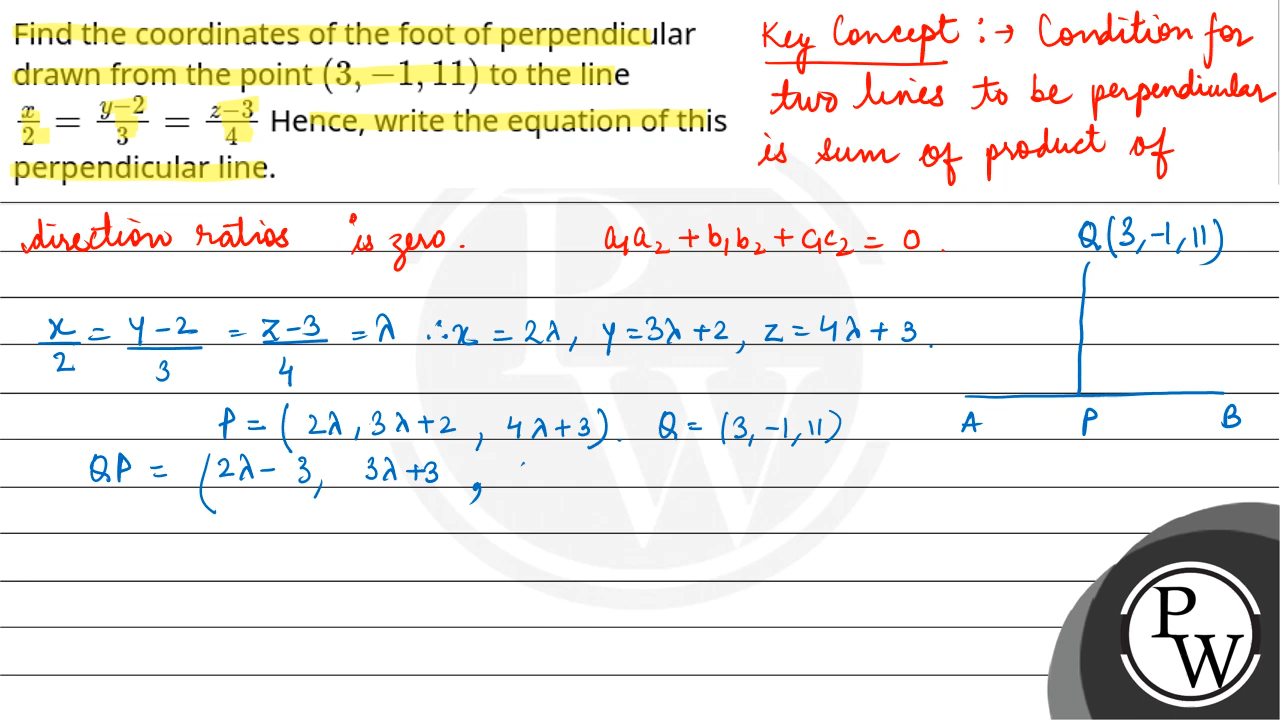 Find the coordinates of the foot of perpendicular
drawn from the point (3, −1, 11) to the line
x/2 = y−2/3 = z−3/4 Hence, write the equation of this
perpendicular line.
Key Concept :→ Condition for
two lines to be perpendicular
is sum of product of
direction ratios is zero. a₁a₂ + b₁b₂ + c₁c₂ = 0.
Q(3, -1, 11)
x/2 = y-2/3 = z-3/4 = λ ∴ x = 2λ, y = 3λ+2, z = 4λ+3.
A P B
P = (2λ, 3λ+2, 4λ+3). Q = (3, -1, 11)
QP = (2λ-3, 3λ+3,
PW
PW